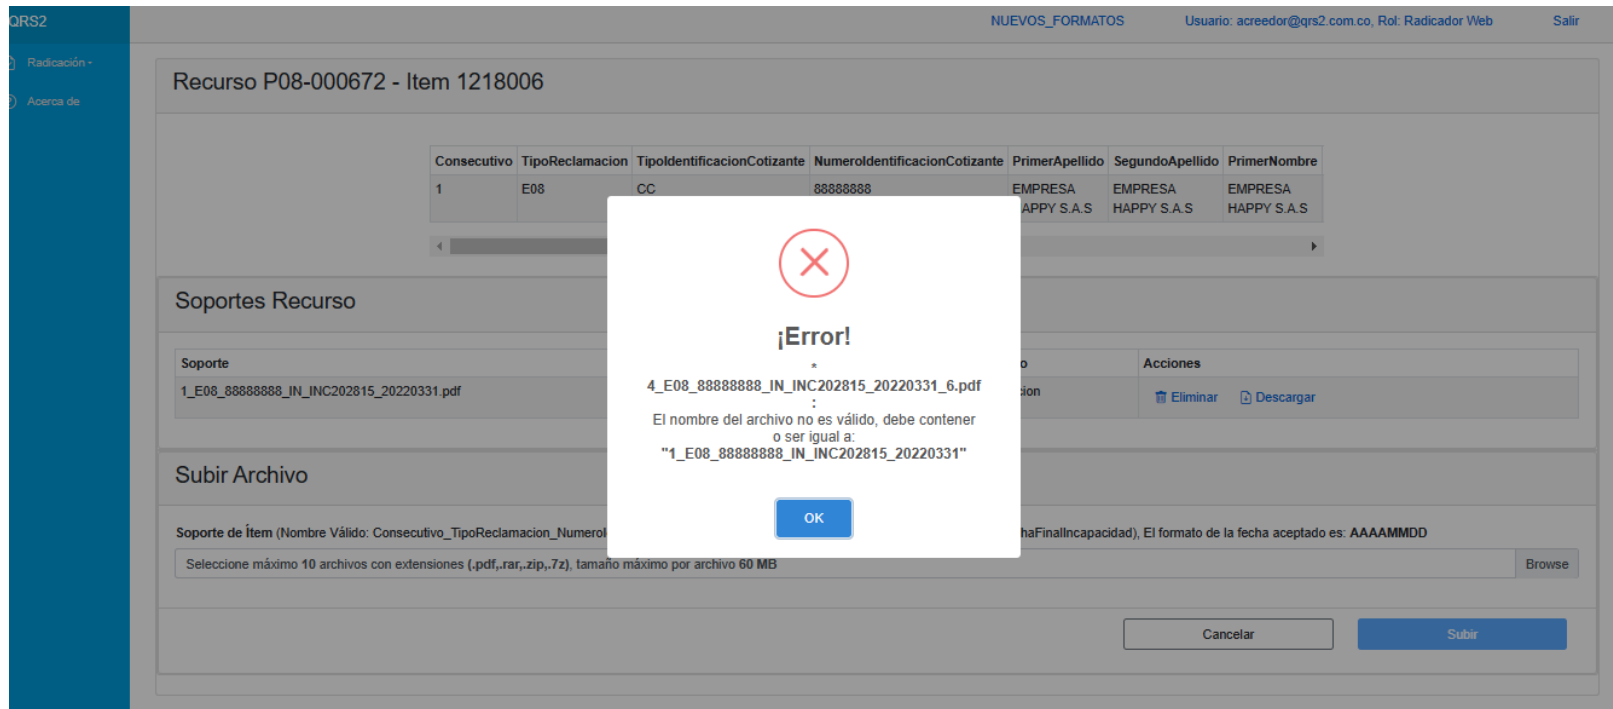 QRS2
NUEVOS_FORMATOS
Usuario: acreedor@qrs2.com.co, Rol: Radicador Web
Salir
Radicación
Acerca de
Recurso P08-000672 - Item 1218006
Consecutivo TipoReclamacion TipoIdentificacionCotizante NumeroIdentificacionCotizante PrimerApellido SegundoApellido PrimerNombre
1 E08 CC 88888888 EMPRESA EMPRESA EMPRESA
HAPPY S.A.S HAPPY S.A.S HAPPY S.A.S
Soportes Recurso
Soporte Acciones
1_E08_88888888_IN_INC202815_20220331.pdf Eliminar Descargar
¡Error!
*
4_E08_88888888_IN_INC202815_20220331_6.pdf
:
El nombre del archivo no es válido, debe contener
o ser igual a:
"1_E08_88888888_IN_INC202815_20220331"
OK
Subir Archivo
Soporte de Ítem (Nombre Válido: Consecutivo_TipoReclamacion_NumeroI haFinalIncapacidad), El formato de la fecha aceptado es: AAAAMMDD
Seleccione máximo 10 archivos con extensiones (.pdf,.rar,.zip,.7z), tamaño máximo por archivo 60 MB
Browse
Cancelar
Subir